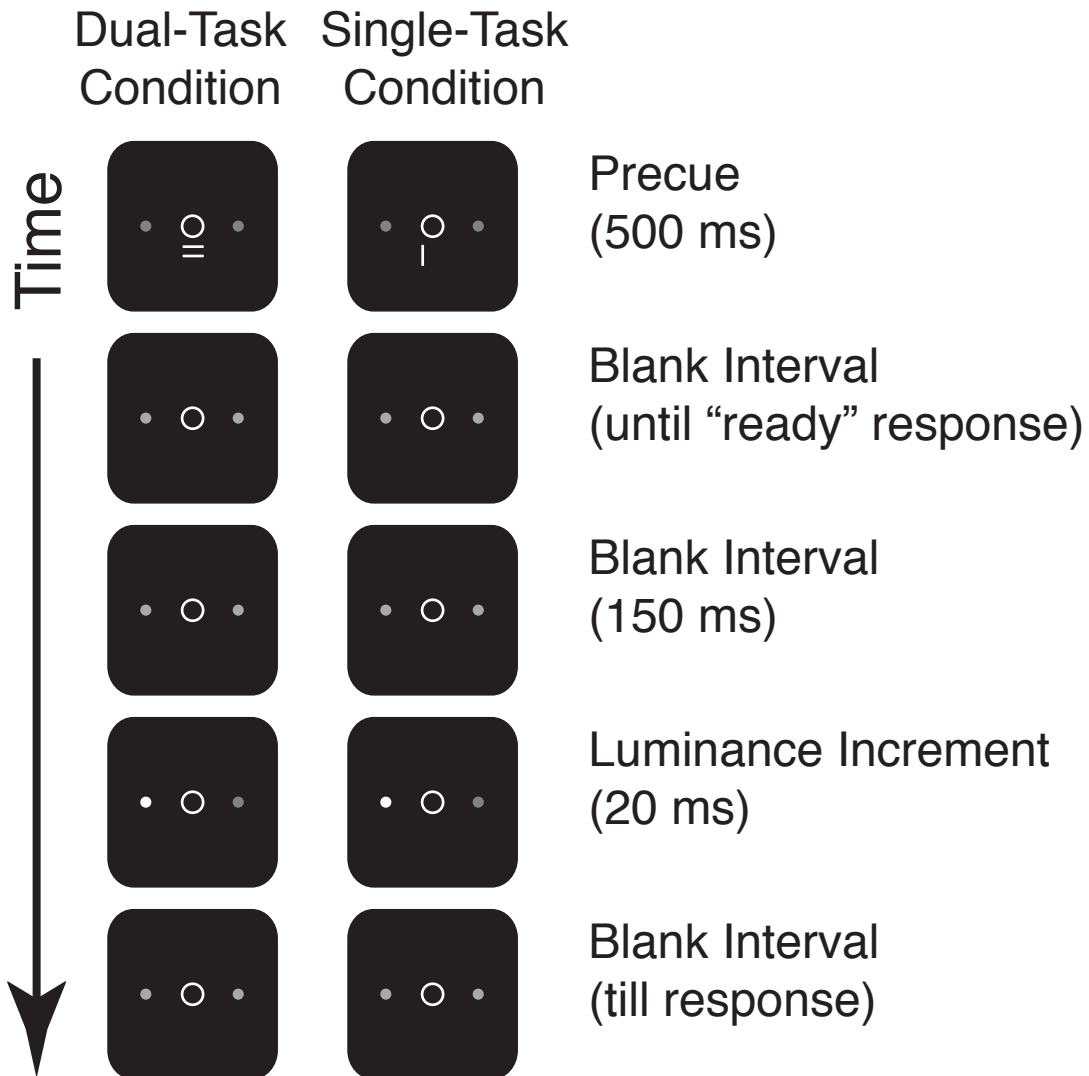 Dual-Task Single-Task
Condition Condition
Time
Precue
(500 ms)
Blank Interval
(until “ready” response)
Blank Interval
(150 ms)
Luminance Increment
(20 ms)
Blank Interval
(till response)